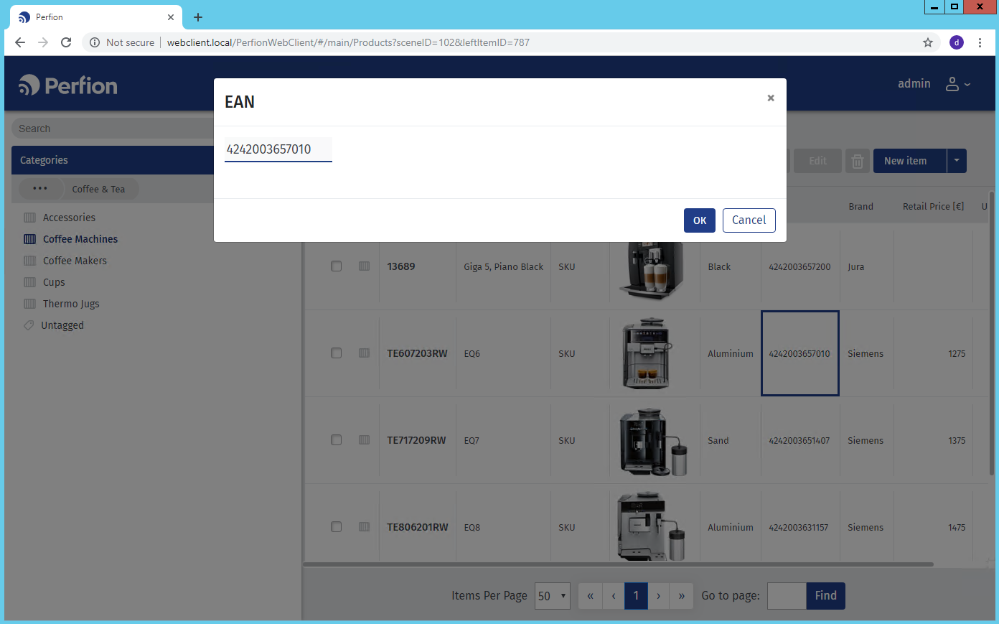 Perfion
Not secure webclient.local/PerfionWebClient/#/main/Products?sceneID=102&leftItemID=787
d
Perfion
admin
EAN
4242003657010
OK Cancel
Search
Categories
Edit New item
••• Coffee & Tea
Accessories
Coffee Machines
Coffee Makers
Cups
Thermo Jugs
Untagged
Brand Retail Price [€] U
13689 Giga 5, Piano Black SKU Black 4242003657200 Jura
TE607203RW EQ6 SKU Aluminium 4242003657010 Siemens 1275
TE717209RW EQ7 SKU Sand 4242003651407 Siemens 1375
TE806201RW EQ8 SKU Aluminium 4242003631157 Siemens 1475
Items Per Page 50 « ‹ 1 › » Go to page: Find